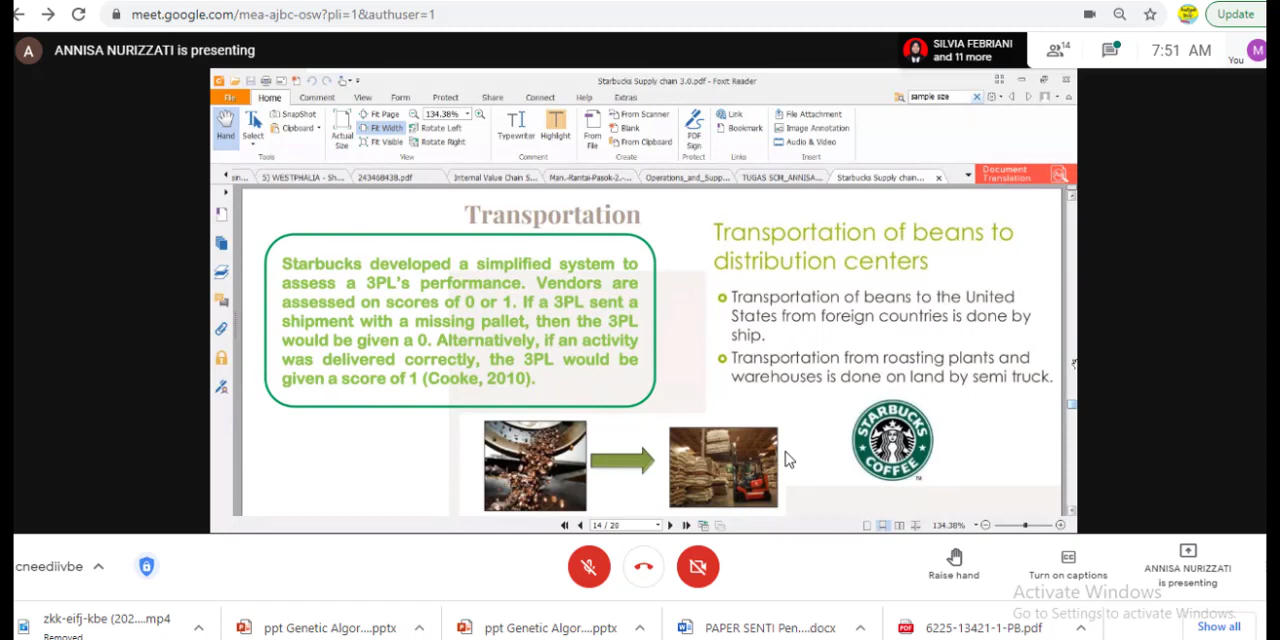 meet.google.com/mea-ajbc-osw?pli=1&authuser=1
Update
A
ANNISA NURIZZATI is presenting
SILVIA FEBRIANI
and 11 more
14
7:51 AM
You
M
Starbucks Supply chain 3.0.pdf - Foxit Reader
File
Home
Comment
View
Form
Protect
Share
Connect
Help
Extras
sample size
Hand
Select
SnapShot
Clipboard
Actual
Size
Fit Page
Fit Width
Fit Visible
134.38%
Rotate Left
Rotate Right
Typewriter
Highlight
From
File
From Scanner
Blank
From Clipboard
PDF
Sign
Link
Bookmark
File Attachment
Image Annotation
Audio & Video
Tools
View
Comment
Create
Protect
Links
Insert
sin...
5) WESTPHALIA - Sh...
243468438.pdf
Internal Value Chain S...
Man.-Rantai-Pasok-2....
Operations_and_Supp...
TUGAS SCM_ANNISA...
Starbucks Supply chan...
Document
Translation
Transportation
Starbucks developed a simplified system to
assess a 3PL's performance. Vendors are
assessed on scores of 0 or 1. If a 3PL sent a
shipment with a missing pallet, then the 3PL
would be given a 0. Alternatively, if an activity
was delivered correctly, the 3PL would be
given a score of 1 (Cooke, 2010).
Transportation of beans to
distribution centers
Transportation of beans to the United
States from foreign countries is done by
ship.
Transportation from roasting plants and
warehouses is done on land by semi truck.
STARBUCKS
COFFEE
TM
14 / 20
134.38%
cneediivbe
Raise hand
Turn on captions
ANNISA NURIZZATI
is presenting
Activate Windows
Go to Settings to activate Windows.
zkk-eifj-kbe (202....mp4
Removed
ppt Genetic Algor....pptx
ppt Genetic Algor....pptx
PAPER SENTI Pen....docx
6225-13421-1-PB.pdf
Show all